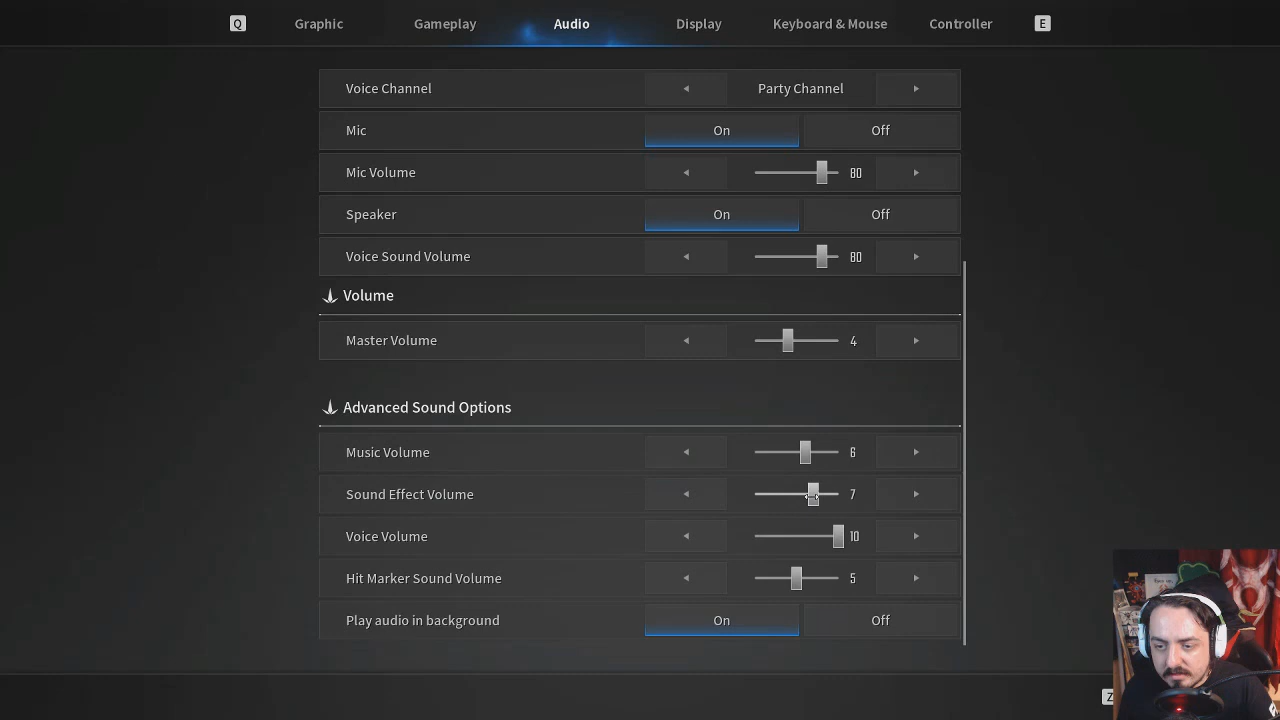 Q Graphic Gameplay Audio Display Keyboard & Mouse Controller E
Voice Channel Party Channel
Mic On Off
Mic Volume 80
Speaker On Off
Voice Sound Volume 80
Volume
Master Volume 4
Advanced Sound Options
Music Volume 6
Sound Effect Volume 7
Voice Volume 10
Hit Marker Sound Volume 5
Play audio in background On Off
Z